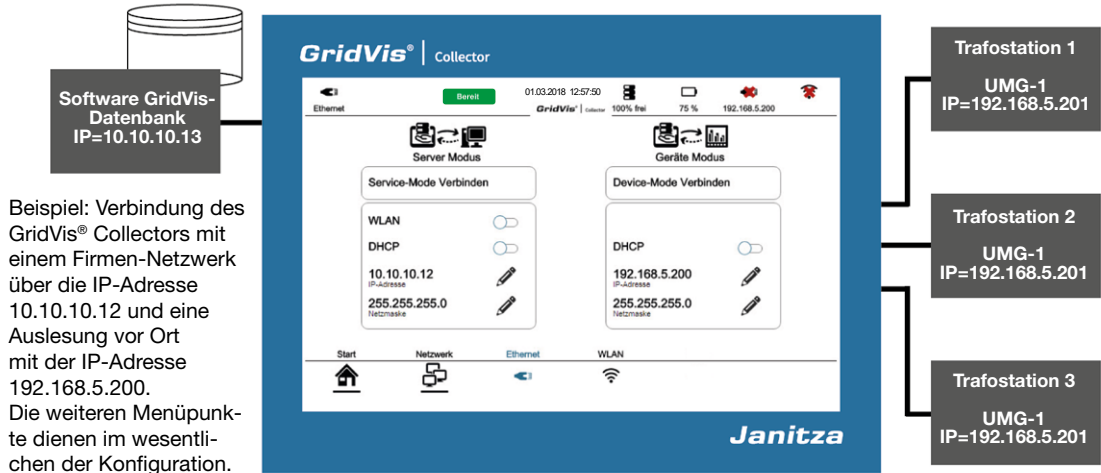 Software GridVis-
Datenbank
IP=10.10.10.13
Beispiel: Verbindung des
GridVis® Collectors mit
einem Firmen-Netzwerk
über die IP-Adresse
10.10.10.12 und eine
Auslesung vor Ort
mit der IP-Adresse
192.168.5.200.
Die weiteren Menüpunk-
te dienen im wesentli-
chen der Konfiguration.
GridVis® | Collector
Ethernet
Bereit
01.03.2018 12:57:50
GridVis® | Collector
100% frei
75 %
192.168.5.200
Server Modus
Service-Mode Verbinden
WLAN
DHCP
10.10.10.12
IP-Adresse
255.255.255.0
Netzmaske
Geräte Modus
Device-Mode Verbinden
DHCP
192.168.5.200
IP-Adresse
255.255.255.0
Netzmaske
Start
Netzwerk
Ethernet
WLAN
Janitza
Trafostation 1
UMG-1
IP=192.168.5.201
Trafostation 2
UMG-1
IP=192.168.5.201
Trafostation 3
UMG-1
IP=192.168.5.201